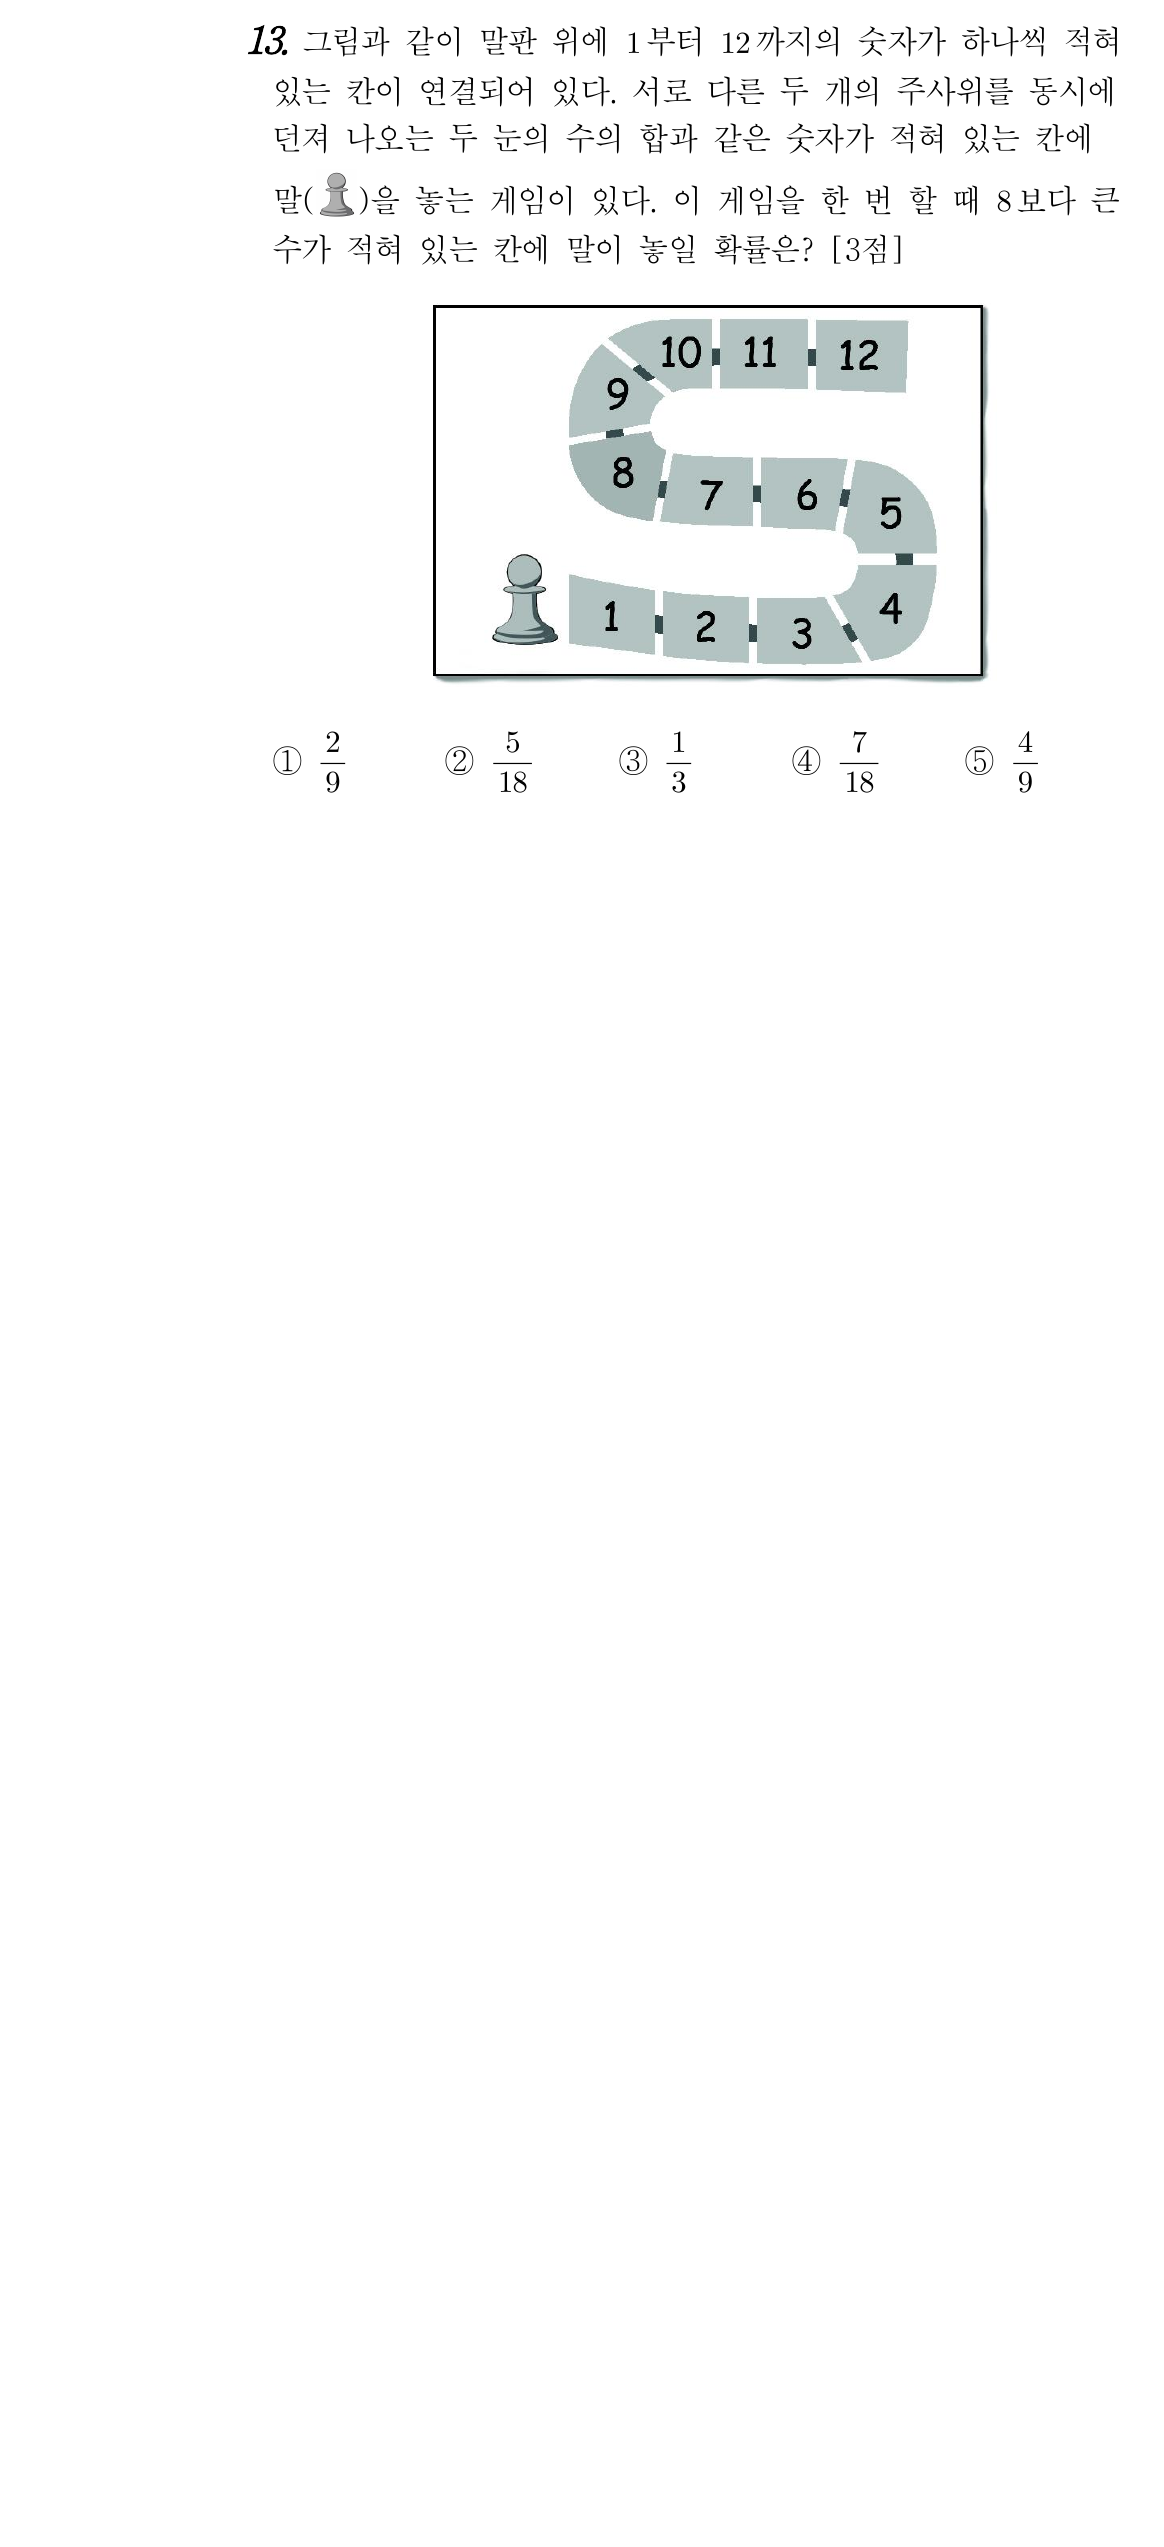 13. 그림과 같이 말판 위에 1부터 12까지의 숫자가 하나씩 적혀
있는 칸이 연결되어 있다. 서로 다른 두 개의 주사위를 동시에
던져 나오는 두 눈의 수의 합과 같은 숫자가 적혀 있는 칸에
말( )을 놓는 게임이 있다. 이 게임을 한 번 할 때 8보다 큰
수가 적혀 있는 칸에 말이 놓일 확률은? [3점]
10 11 12
9
8 7 6 5
1 2 3 4
① 2/9 ② 5/18 ③ 1/3 ④ 7/18 ⑤ 4/9